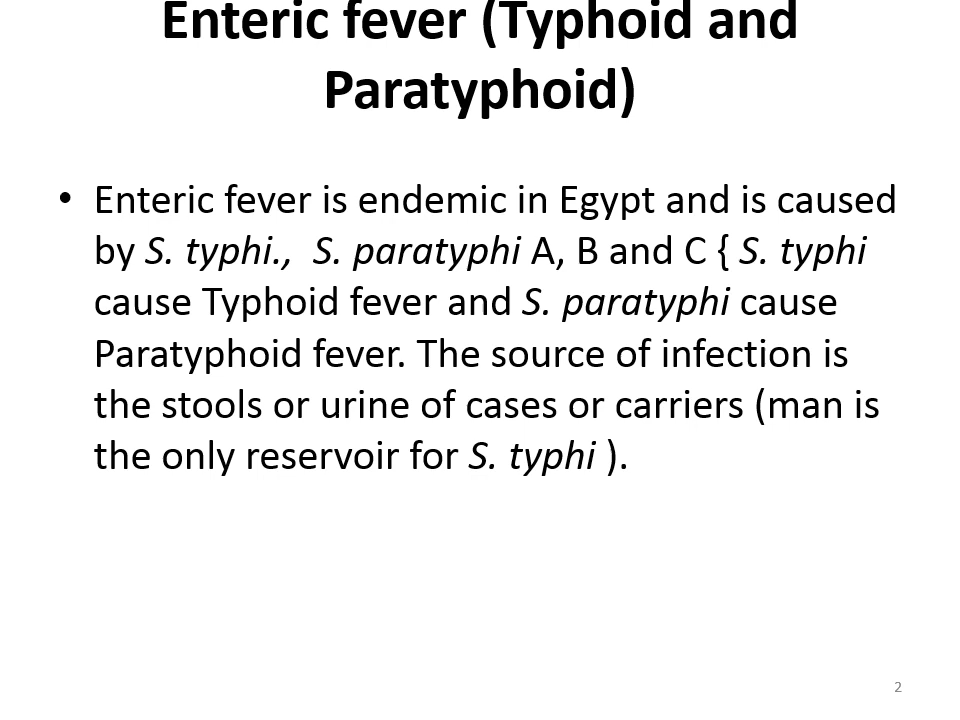 Enteric fever (Typhoid and
Paratyphoid)
• Enteric fever is endemic in Egypt and is caused
by S. typhi.,  S. paratyphi A, B and C { S. typhi
cause Typhoid fever and S. paratyphi cause
Paratyphoid fever. The source of infection is
the stools or urine of cases or carriers (man is
the only reservoir for S. typhi ).
2